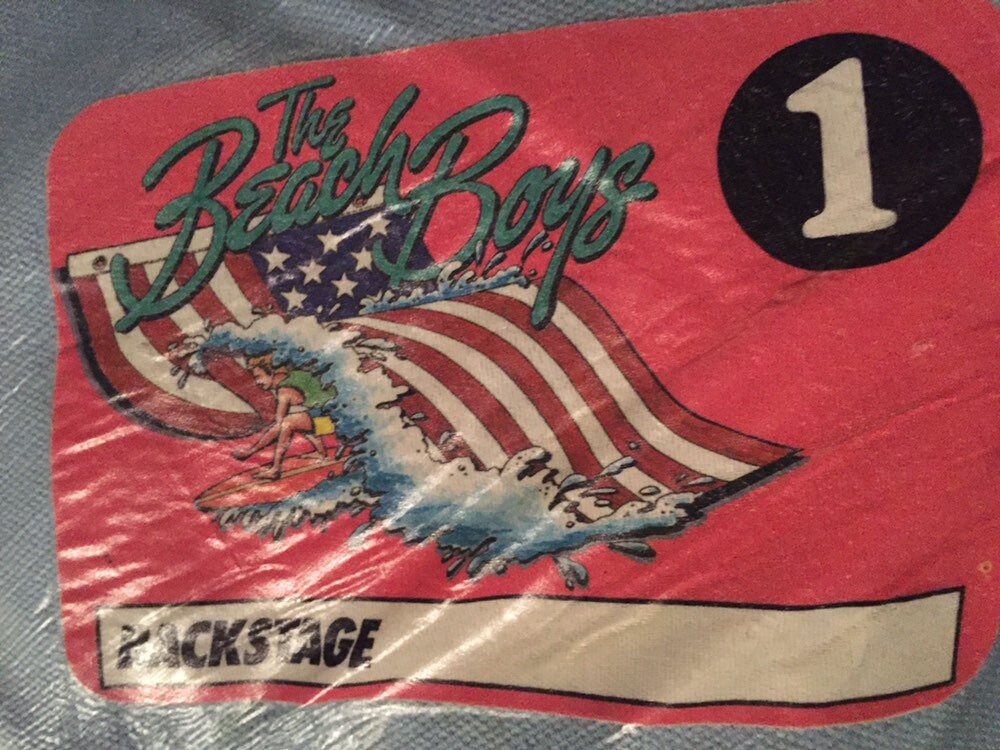 The
Beach Boys
1
BACKSTAGE